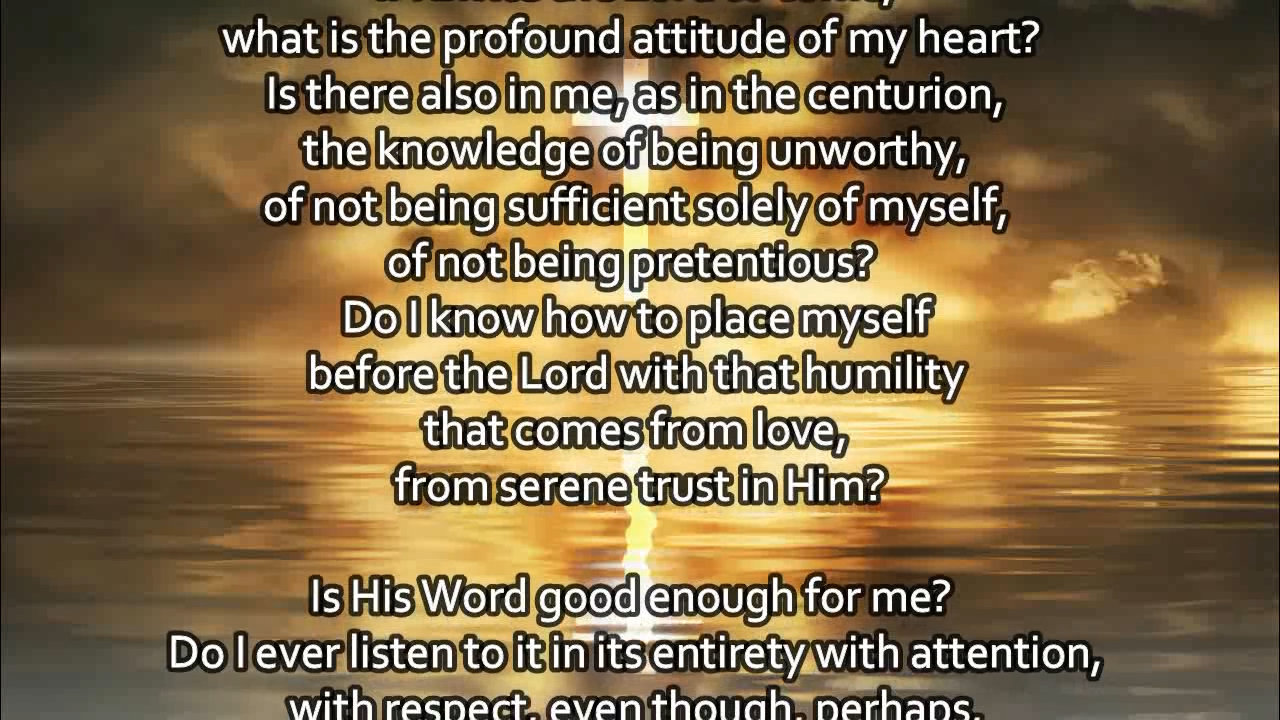 what is the profound attitude of my heart?
Is there also in me, as in the centurion,
the knowledge of being unworthy,
of not being sufficient solely of myself,
of not being pretentious?
Do I know how to place myself
before the Lord with that humility
that comes from love,
from serene trust in Him?
Is His Word good enough for me?
Do I ever listen to it in its entirety with attention,
with respect, even though, perhaps,